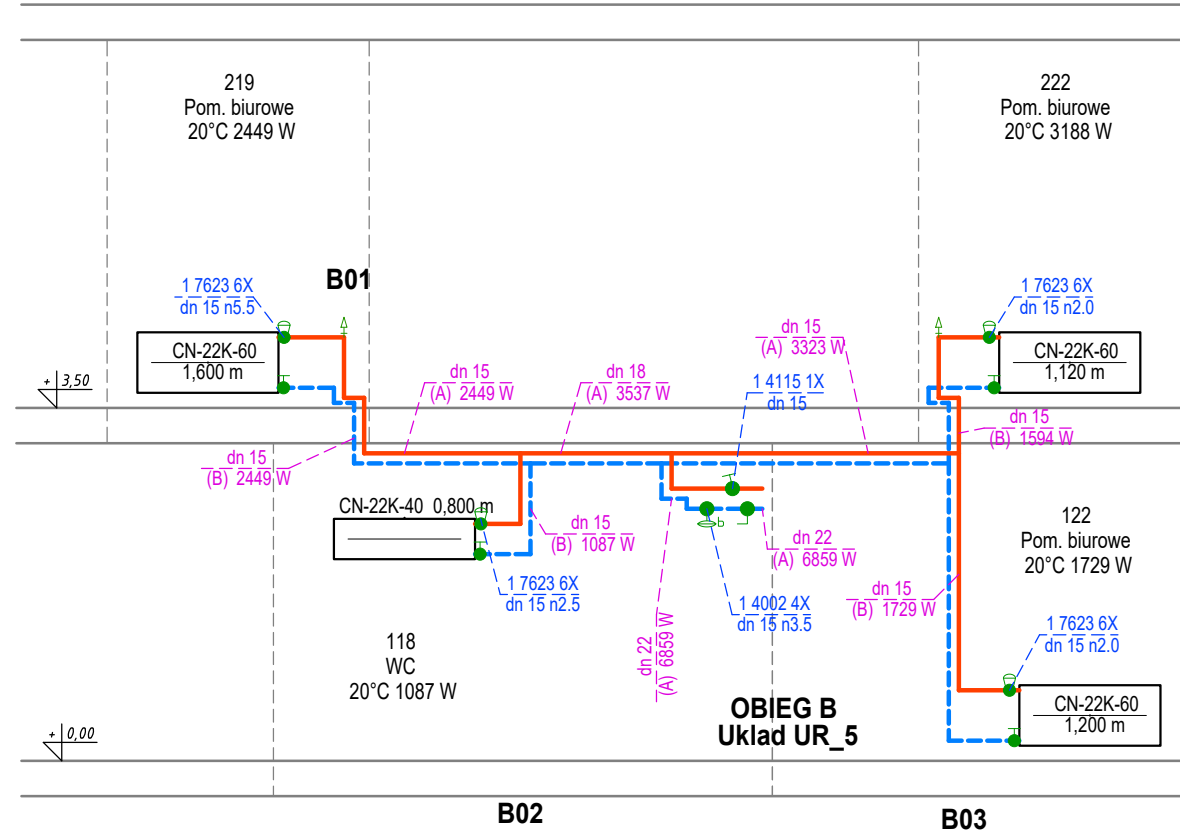 219
Pom. biurowe
20°C 2449 W
222
Pom. biurowe
20°C 3188 W
B01
1 7623 6X
dn 15 n5.5
1 7623 6X
dn 15 n2.0
CN-22K-60
1,600 m
CN-22K-60
1,120 m
+ 3,50
dn 15
(A) 2449 W
dn 18
(A) 3537 W
dn 15
(A) 3323 W
1 4115 1X
dn 15
dn 15
(B) 2449 W
dn 15
(B) 1594 W
CN-22K-40 0,800 m
dn 15
(B) 1087 W
b
dn 22
(A) 6859 W
122
Pom. biurowe
20°C 1729 W
1 7623 6X
dn 15 n2.5
1 4002 4X
dn 15 n3.5
dn 15
(B) 1729 W
dn 22
(A) 6859 W
118
WC
20°C 1087 W
1 7623 6X
dn 15 n2.0
OBIEG B
Uklad UR_5
CN-22K-60
1,200 m
+ 0,00
B02
B03